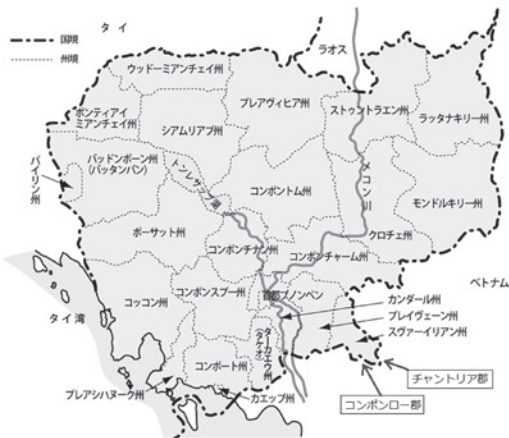 国境
州境
タイ
ラオス
ウッドーミアンチェイ州
プレアヴィヒア州
ストゥントラエン州
ラッタナキリー州
ボンティアイ
ミアンチェイ州
シアムリアプ州
バッドンボーン州
(バッタンバン)
パイリン州
トンレサップ湖
コンポントム州
メコン川
モンドルキリー州
クロチェ州
ポーサット州
コンポンチナン州
コンポンチャーム州
ベトナム
コッコン州
コンポンスプー州
首都プノンペン
カンダール州
プレイヴェーン州
スヴァーイリアン州
タイ湾
ターカエウ州
(タケオ)
コンポート州
チャントリア郡
プレアシハヌーク州
カエップ州
コンポンロー郡